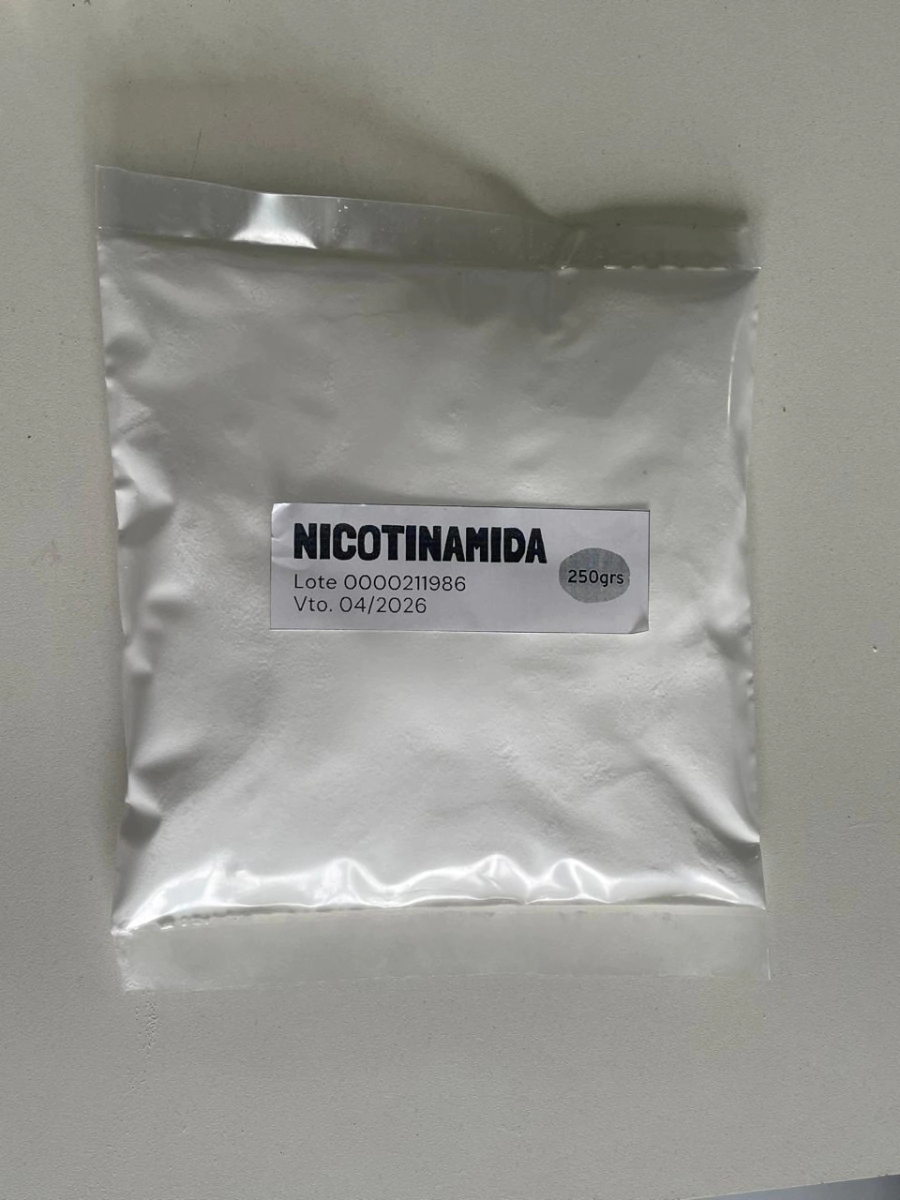 NICOTINAMIDA
Lote 0000211986
Vto. 04/2026
250grs